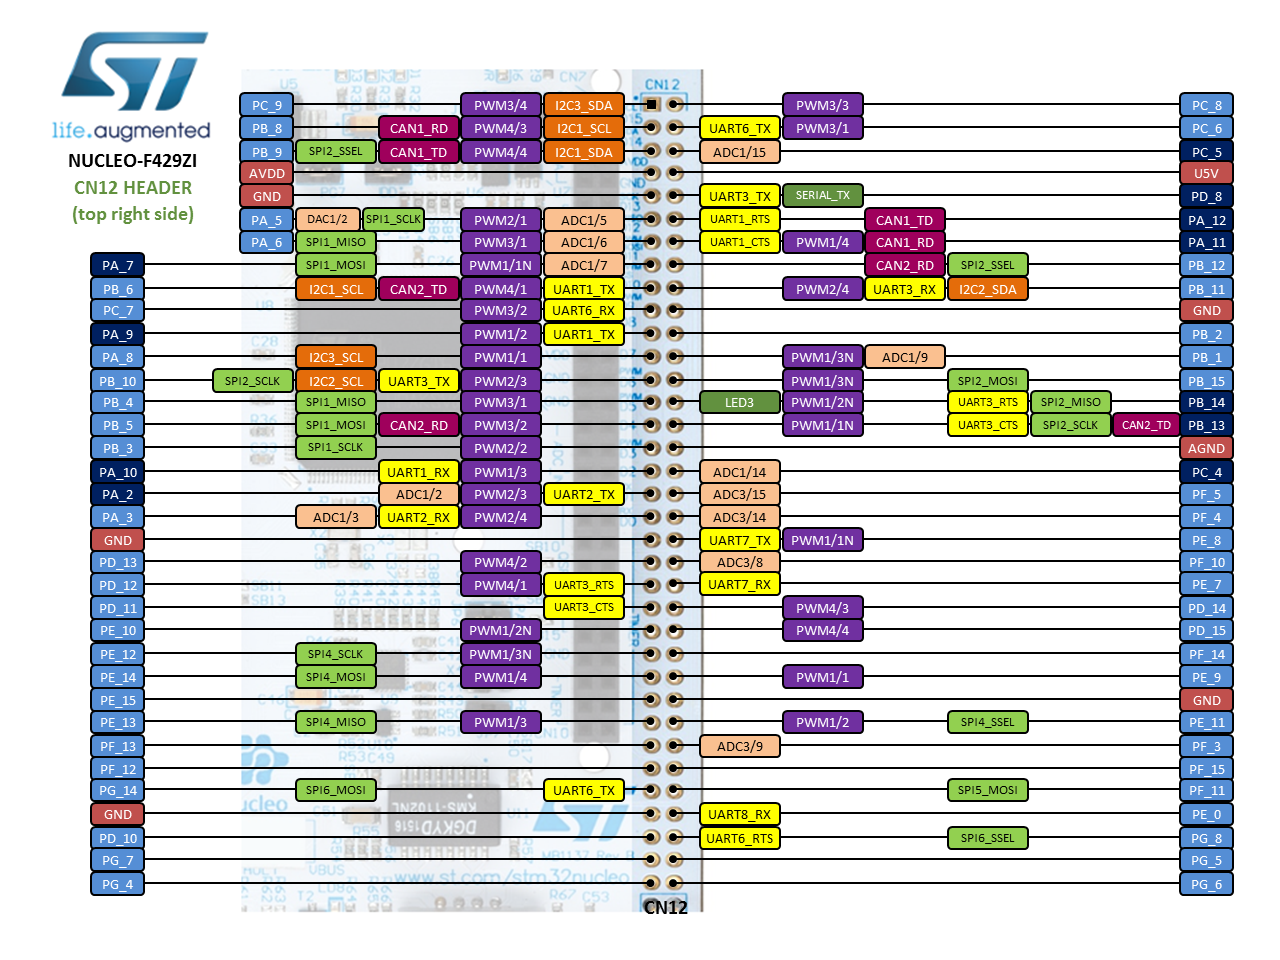 CN7
CN12
PC_9 PWM3/4 I2C3_SDA PWM3/3 PC_8
life.augmented PB_8 CAN1_RD PWM4/3 I2C1_SCL UART6_TX PWM3/1 PC_6
NUCLEO-F429ZI PB_9 SPI2_SSEL CAN1_TD PWM4/4 I2C1_SDA ADC1/15 PC_5
AVDD U5V
CN12 HEADER GND UART3_TX SERIAL_TX PD_8
(top right side) PA_5 DAC1/2 SPI1_SCLK PWM2/1 ADC1/5 UART1_RTS CAN1_TD PA_12
PA_6 SPI1_MISO PWM3/1 ADC1/6 UART1_CTS PWM1/4 CAN1_RD PA_11
PA_7 SPI1_MOSI PWM1/1N ADC1/7 CAN2_RD SPI2_SSEL PB_12
PB_6 I2C1_SCL CAN2_TD PWM4/1 UART1_TX PWM2/4 UART3_RX I2C2_SDA PB_11
PC_7 PWM3/2 UART6_RX GND
PA_9 PWM1/2 UART1_TX PB_2
PA_8 I2C3_SCL PWM1/1 PWM1/3N ADC1/9 PB_1
PB_10 SPI2_SCLK I2C2_SCL UART3_TX PWM2/3 PWM1/3N SPI2_MOSI PB_15
PB_4 SPI1_MISO PWM3/1 LED3 PWM1/2N UART3_RTS SPI2_MISO PB_14
PB_5 SPI1_MOSI CAN2_RD PWM3/2 PWM1/1N UART3_CTS SPI2_SCLK CAN2_TD PB_13
PB_3 SPI1_SCLK PWM2/2 AGND
PA_10 UART1_RX PWM1/3 ADC1/14 PC_4
PA_2 ADC1/2 PWM2/3 UART2_TX ADC3/15 PF_5
PA_3 ADC1/3 UART2_RX PWM2/4 ADC3/14 PF_4
GND UART7_TX PWM1/1N PE_8
PD_13 PWM4/2 ADC3/8 PF_10
PD_12 PWM4/1 UART3_RTS UART7_RX PE_7
PD_11 UART3_CTS PWM4/3 PD_14
PE_10 PWM1/2N PWM4/4 PD_15
PE_12 SPI4_SCLK PWM1/3N PF_14
PE_14 SPI4_MOSI PWM1/4 PWM1/1 PE_9
PE_15 GND
PE_13 SPI4_MISO PWM1/3 PWM1/2 SPI4_SSEL PE_11
PF_13 ADC3/9 PF_3
PF_12 PF_15
PG_14 SPI6_MOSI UART6_TX SPI5_MOSI PF_11
GND UART8_RX PE_0
PD_10 UART6_RTS SPI6_SSEL PG_8
PG_7 PG_5
www.st.com/stm32nucleo
PG_4 PG_6
CN12